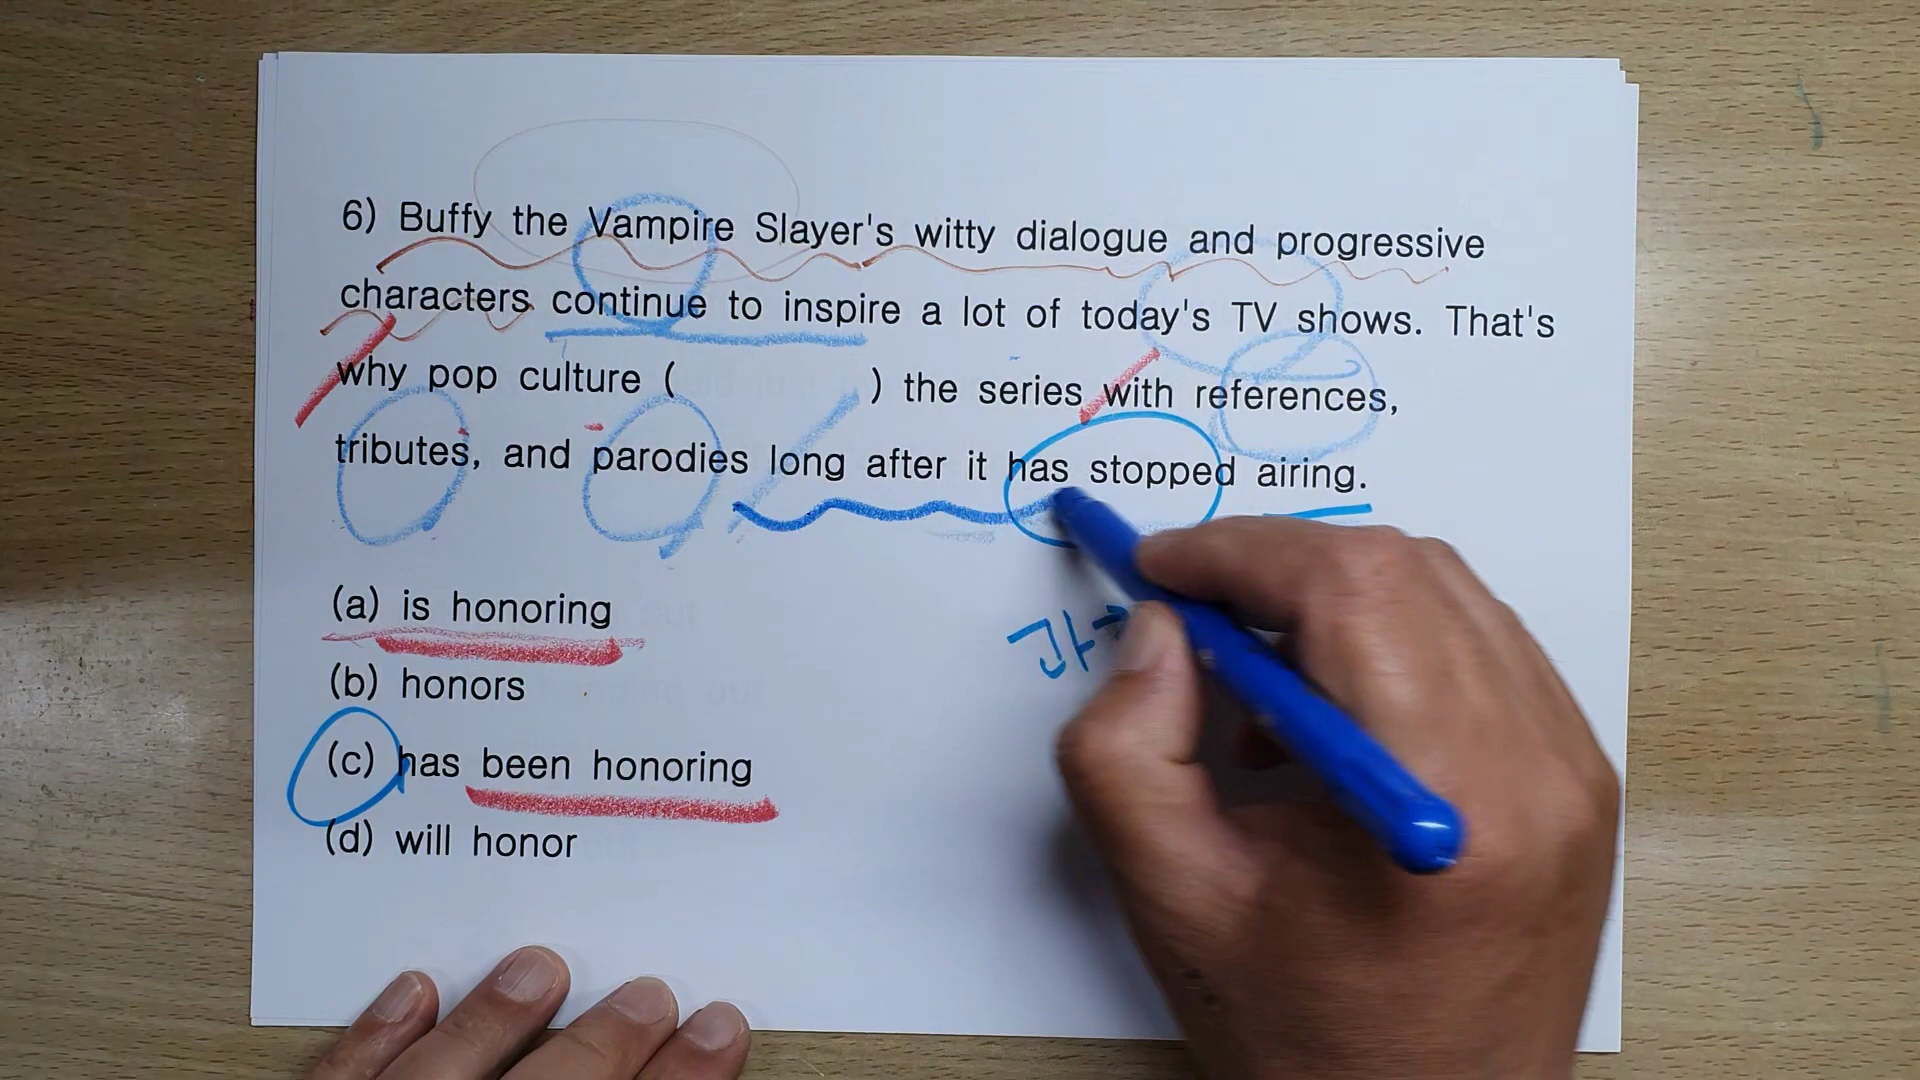 6) Buffy the Vampire Slayer's witty dialogue and progressive
characters continue to inspire a lot of today's TV shows. That's
why pop culture ( ) the series with references,
tributes, and parodies long after it has stopped airing.
(a) is honoring
(b) honors
(c) has been honoring
(d) will honor